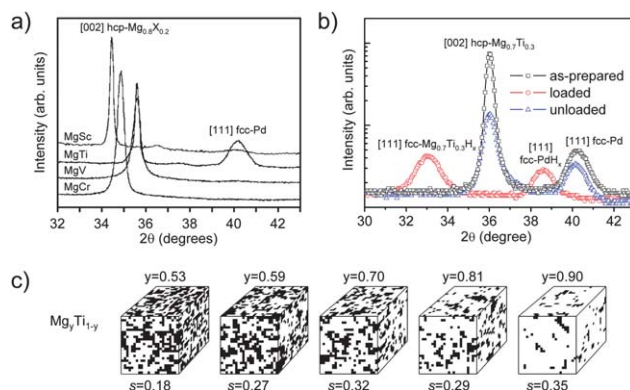 a)
[002] hcp-Mg0.8X0.2
[111] fcc-Pd
MgSc
MgTi
MgV
MgCr
Intensity (arb. units)
32 34 36 38 40 42
2θ (degrees)
b)
[002] hcp-Mg0.7Ti0.3
as-prepared
loaded
unloaded
[111] fcc-Mg0.7Ti0.3Hx
[111]
fcc-PdHx
[111] fcc-Pd
Intensity (arb. units)
30 32 34 36 38 40 42
2θ (degrees)
c)
y=0.53 y=0.59 y=0.70 y=0.81 y=0.90
MgyTi1-y
s=0.18 s=0.27 s=0.32 s=0.29 s=0.35